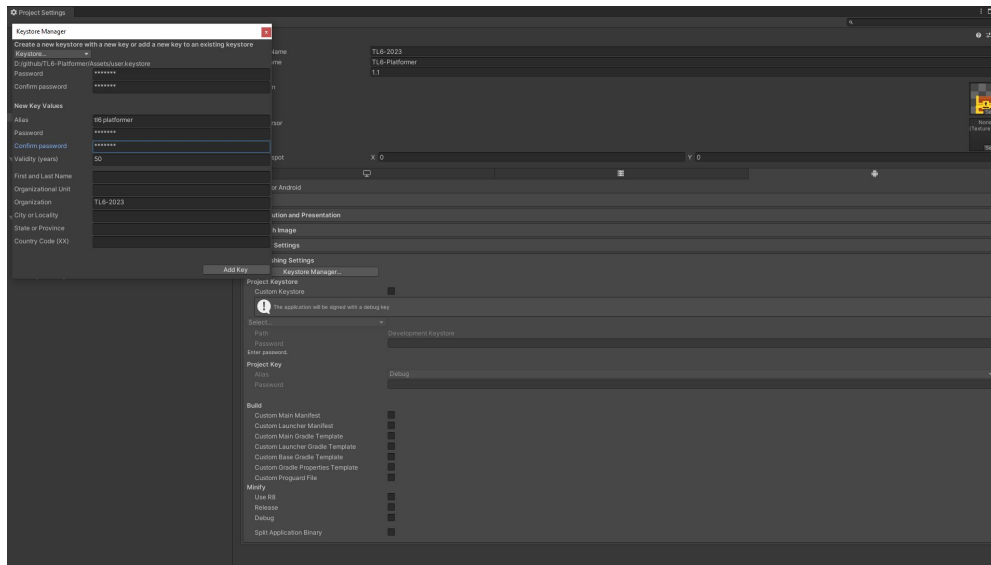 Project Settings
Keystore Manager
x
Create a new keystore with a new key or add a new key to an existing keystore
Keystore...
D:/github/TL6-Platformer/Assets/user.keystore
Password *******
Confirm password *******
New Key Values
Alias tl6 platformer
Password *******
Confirm password *******
Validity (years) 50
First and Last Name
Organizational Unit
Organization TL6-2023
City or Locality
State or Province
Country Code (XX)
Add Key
TL6-2023
TL6-Platformer
1.1
None
(Texture
X 0 Y 0
or Android
ution and Presentation
h Image
Settings
shing Settings
Keystore Manager...
Project Keystore
Custom Keystore
The application will be signed with a debug key
Select...
Path Development Keystore
Password
Enter password.
Project Key
Alias Debug
Password
Build
Custom Main Manifest
Custom Launcher Manifest
Custom Main Gradle Template
Custom Launcher Gradle Template
Custom Base Gradle Template
Custom Gradle Properties Template
Custom Proguard File
Minify
Use R8
Release
Debug
Split Application Binary